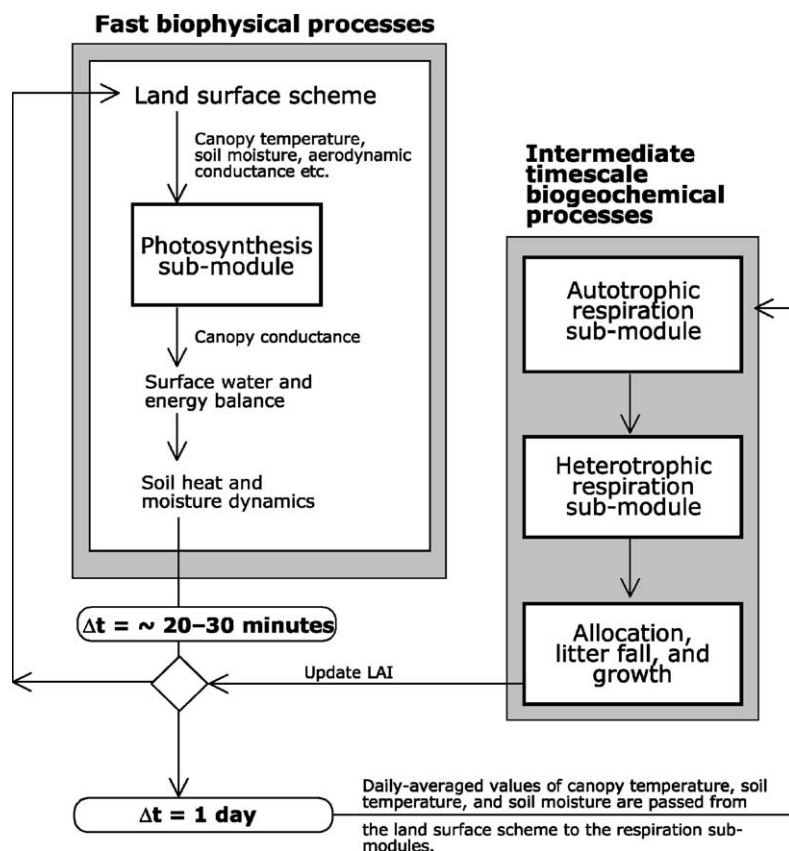 Fast biophysical processes
Land surface scheme
Canopy temperature,
soil moisture, aerodynamic
conductance etc.
Photosynthesis
sub-module
Canopy conductance
Surface water and
energy balance
Soil heat and
moisture dynamics
Δt = ~ 20–30 minutes
Intermediate
timescale
biogeochemical
processes
Autotrophic
respiration
sub-module
Heterotrophic
respiration
sub-module
Allocation,
litter fall, and
growth
Update LAI
Δt = 1 day
Daily-averaged values of canopy temperature, soil
temperature, and soil moisture are passed from
the land surface scheme to the respiration sub-
modules.